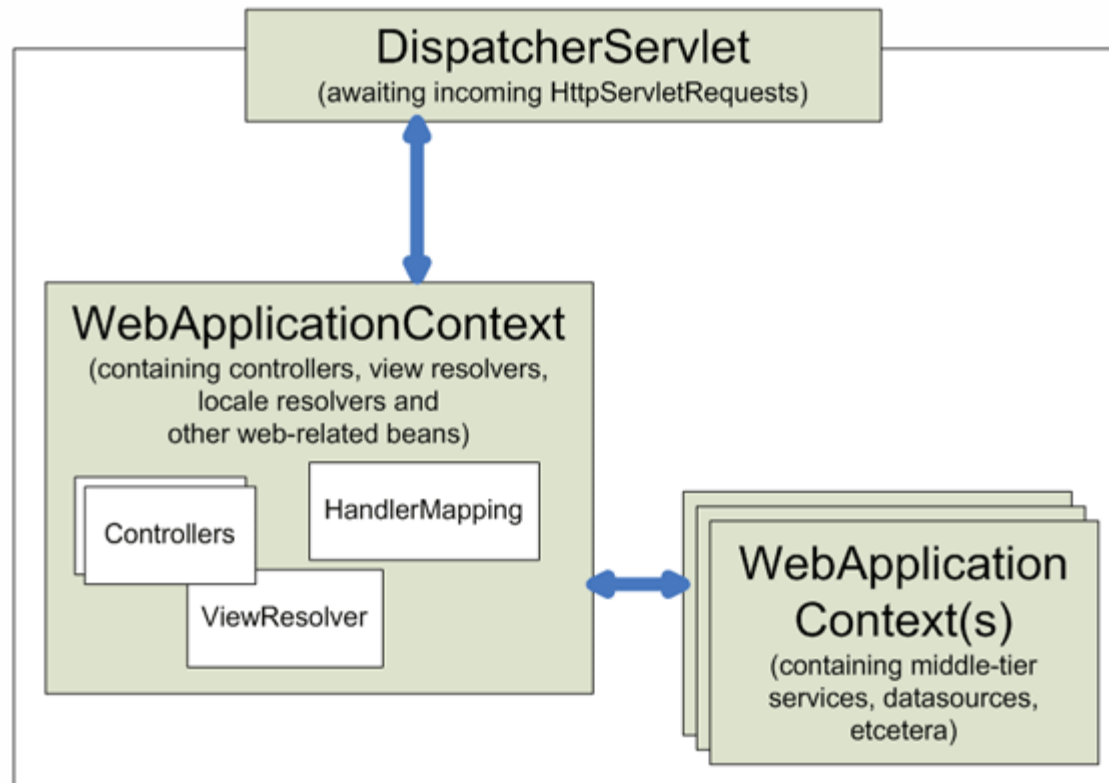 DispatcherServlet
(awaiting incoming HttpServletRequests)
WebApplicationContext
(containing controllers, view resolvers,
locale resolvers and
other web-related beans)
Controllers
HandlerMapping
ViewResolver
WebApplication
Context(s)
(containing middle-tier
services, datasources,
etcetera)